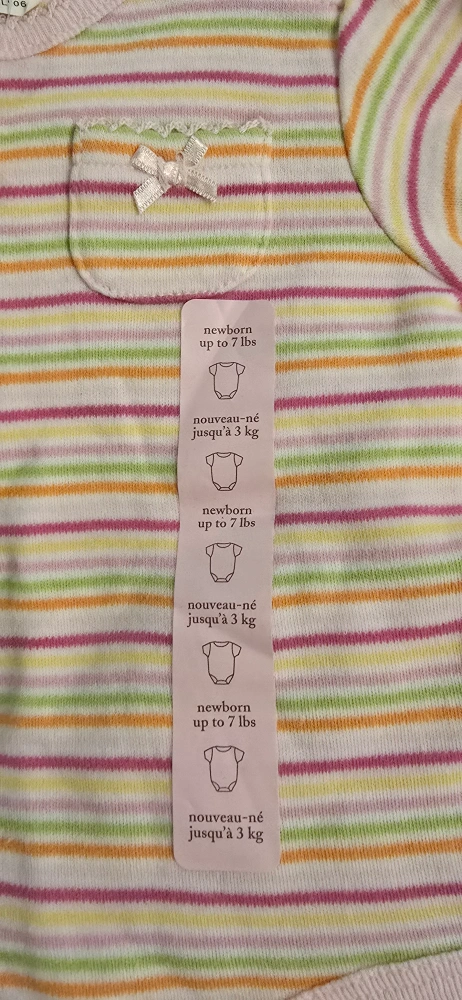 L' 06
newborn
up to 7 lbs
nouveau-né
jusqu'à 3 kg
newborn
up to 7 lbs
nouveau-né
jusqu'à 3 kg
newborn
up to 7 lbs
nouveau-né
jusqu'à 3 kg